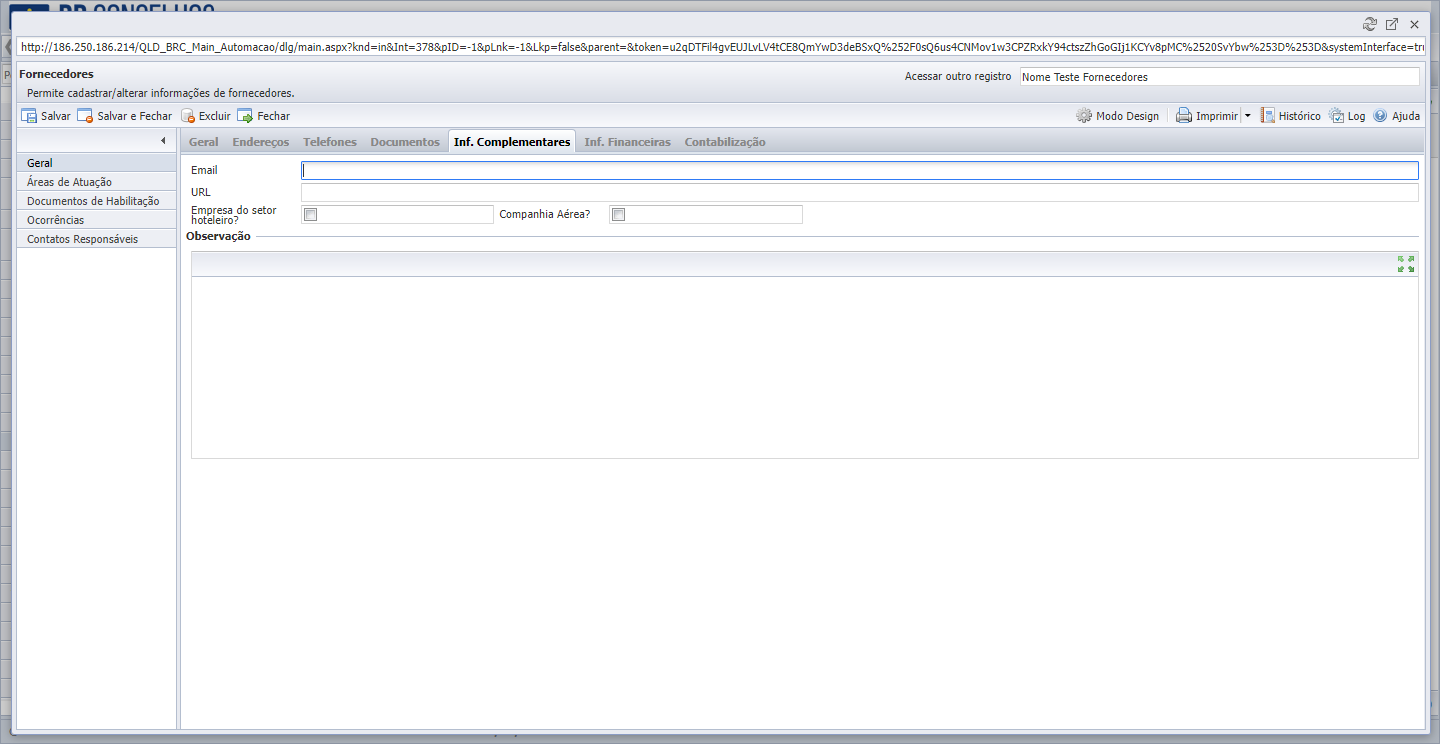 http://186.250.186.214/QLD_BRC_Main_Automacao/dlg/main.aspx?knd=in&Int=378&pID=-1&pLnk=-1&Lkp=false&parent=&token=u2qDTFil4gvEUJLvLV4tCE8QmYwD3deBSxQ%252F0sQ6us4CNMov1w3CPZRxkY94ctszZhGoGIj1KCYv8pMC%2520SvYbw%253D%253D&systemInterface=tru
Fornecedores
Acessar outro registro Nome Teste Fornecedores
Permite cadastrar/alterar informações de fornecedores.
Salvar Salvar e Fechar Excluir Fechar Modo Design Imprimir Histórico Log Ajuda
Geral Endereços Telefones Documentos Inf. Complementares Inf. Financeiras Contabilização
Geral
Áreas de Atuação
Documentos de Habilitação
Ocorrências
Contatos Responsáveis
Email
URL
Empresa do setor
hoteleiro?
Companhia Aérea?
Observação